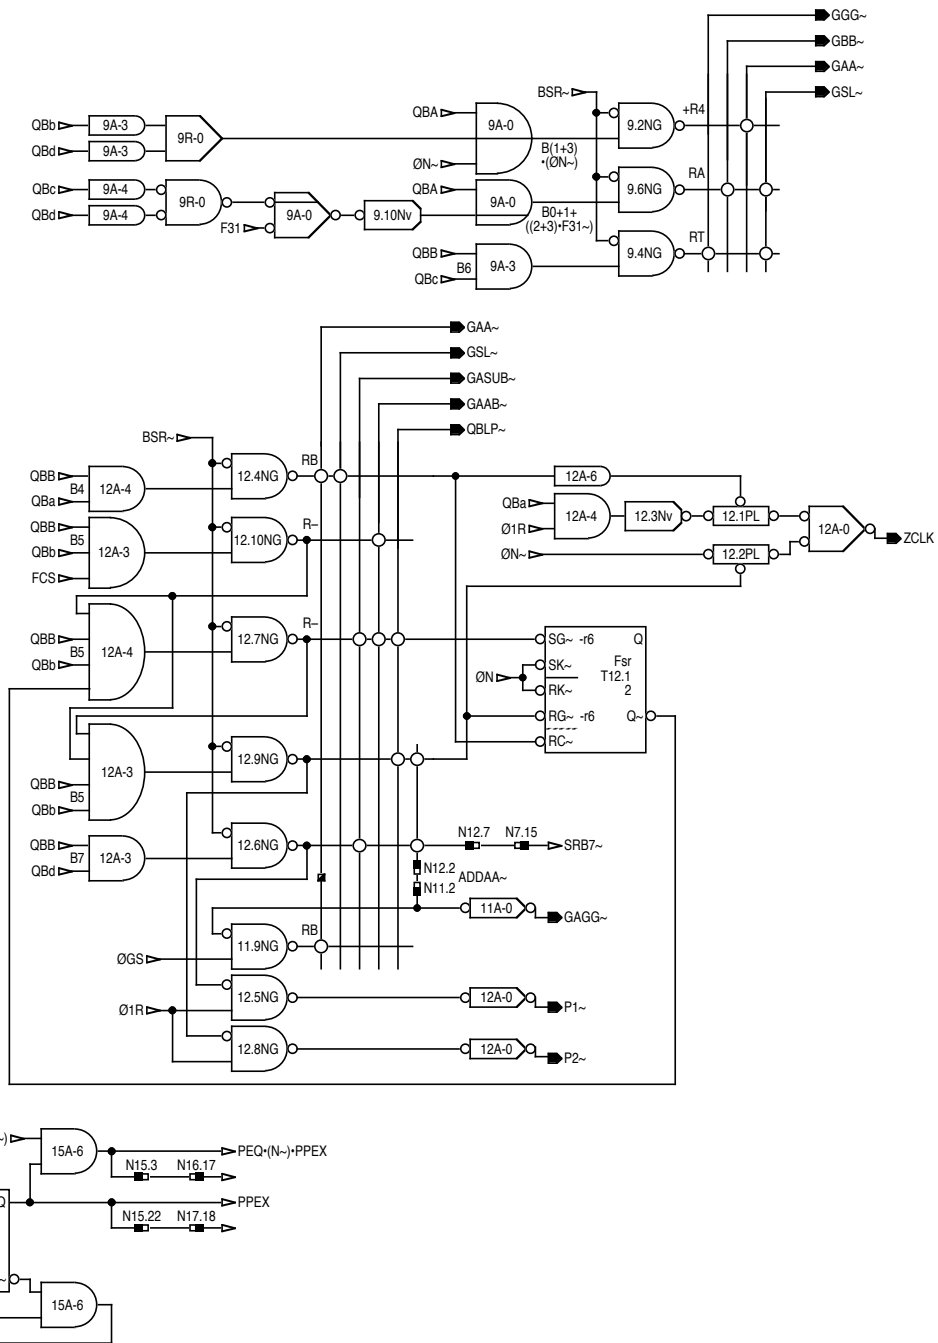 GGG~
GBB~
GAA~
BSR~ GSL~
QBb 9A-3 9R-0 QBA 9A-0 9.2NG +R4
QBd 9A-3
ØN~ B(1+3)
•(ØN~)
QBc 9A-4 9R-0 QBA 9A-0 9.6NG RA
QBd 9A-4 F31 9A-0 9.10Nv
B0+1+
((2+3)•F31~)
QBB B6 9A-3 9.4NG RT
QBc
GAA~
GSL~
GASUB~
GAAB~
QBLP~
BSR~
QBB B4 12A-4 12.4NG RB 12A-6
QBa
QBa 12A-4 12.3Nv 12.1PL 12A-0 ZCLK
Ø1R
QBB B5 12A-3 12.10NG R–
QBb
FCS
ØN~ 12.2PL
QBB B5 12A-4 12.7NG R– SG~ -r6 Q
QBb
ØN SK~ Fsr
T12.1
RK~ 2
RG~ -r6 Q~
RC~
12A-3 12.9NG
QBB B5
QBb
QBB B7 12A-3 12.6NG N12.7 N7.15 SRB7~
QBd
N12.2 ADDAA~
N11.2
11A-0 GAGG~
ØGS 11.9NG RB
12.5NG 12A-0 P1~
Ø1R
12.8NG 12A-0 P2~
~) 15A-6 PEQ•(N~)•PPEX
N15.3 N16.17
Q PPEX
N15.22 N17.18
~
15A-6